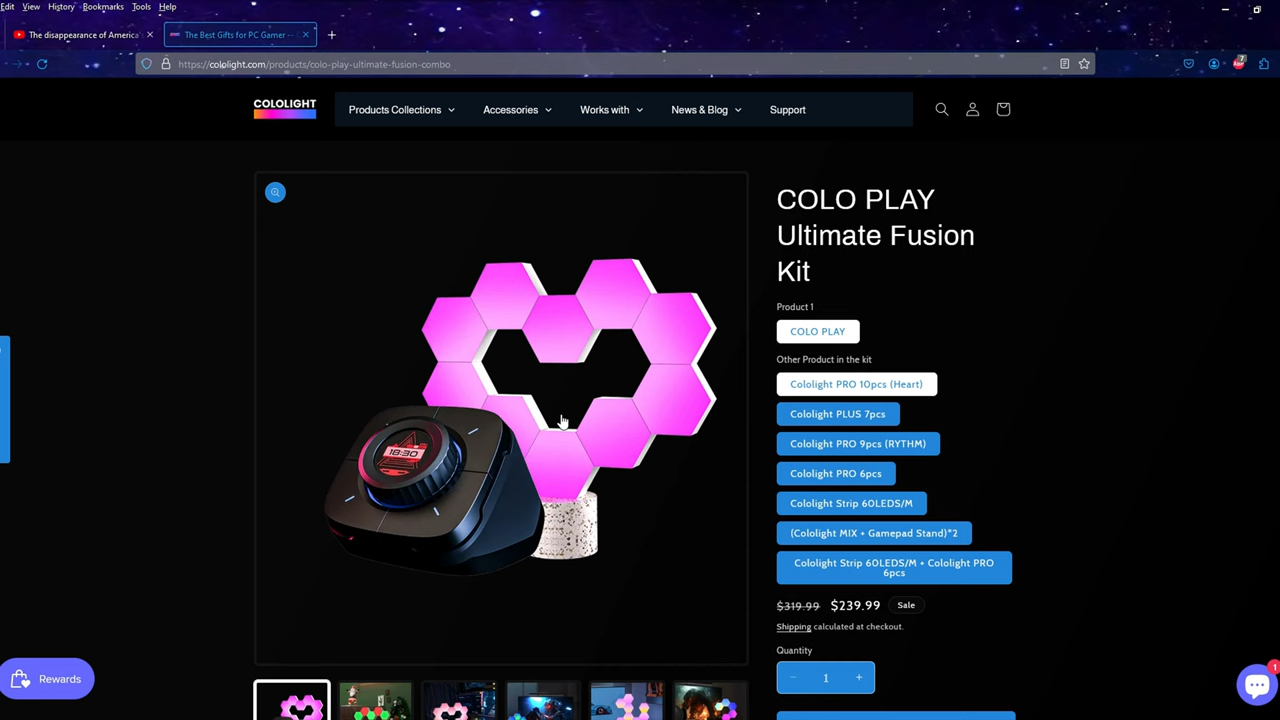 Edit View History Bookmarks Tools Help
The disappearance of America'
The Best Gifts for PC Gamer --
https://cololight.com/products/colo-play-ultimate-fusion-combo
7
COLOLIGHT
Products Collections Accessories Works with News & Blog Support
COLO PLAY
Ultimate Fusion
Kit
Product 1
COLO PLAY
Other Product in the kit
Cololight PRO 10pcs (Heart)
Cololight PLUS 7pcs
Cololight PRO 9pcs (RYTHM)
Cololight PRO 6pcs
Cololight Strip 60LEDS/M
(Cololight MIX + Gamepad Stand)*2
Cololight Strip 60LEDS/M + Cololight PRO
6pcs
$319.99 $239.99 Sale
Shipping calculated at checkout.
Quantity
− 1 +
18:30
Rewards
1